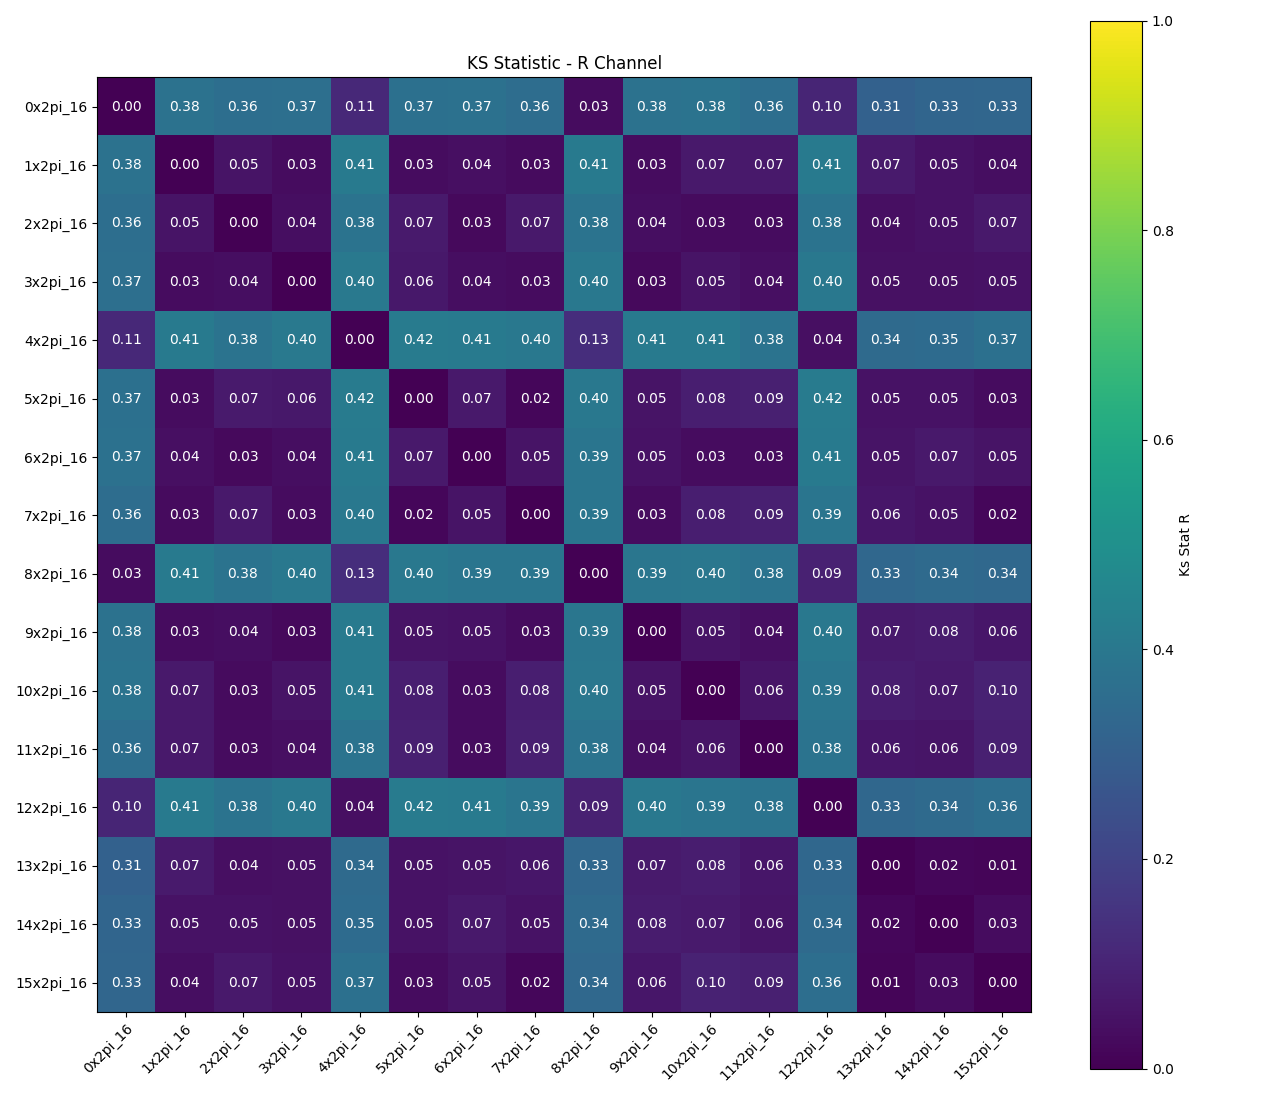 KS Statistic - R Channel
0x2pi_16 0.00 0.38 0.36 0.37 0.11 0.37 0.37 0.36 0.03 0.38 0.38 0.36 0.10 0.31 0.33 0.33
1x2pi_16 0.38 0.00 0.05 0.03 0.41 0.03 0.04 0.03 0.41 0.03 0.07 0.07 0.41 0.07 0.05 0.04
2x2pi_16 0.36 0.05 0.00 0.04 0.38 0.07 0.03 0.07 0.38 0.04 0.03 0.03 0.38 0.04 0.05 0.07
3x2pi_16 0.37 0.03 0.04 0.00 0.40 0.06 0.04 0.03 0.40 0.03 0.05 0.04 0.40 0.05 0.05 0.05
4x2pi_16 0.11 0.41 0.38 0.40 0.00 0.42 0.41 0.40 0.13 0.41 0.41 0.38 0.04 0.34 0.35 0.37
5x2pi_16 0.37 0.03 0.07 0.06 0.42 0.00 0.07 0.02 0.40 0.05 0.08 0.09 0.42 0.05 0.05 0.03
6x2pi_16 0.37 0.04 0.03 0.04 0.41 0.07 0.00 0.05 0.39 0.05 0.03 0.03 0.41 0.05 0.07 0.05
7x2pi_16 0.36 0.03 0.07 0.03 0.40 0.02 0.05 0.00 0.39 0.03 0.08 0.09 0.39 0.06 0.05 0.02
8x2pi_16 0.03 0.41 0.38 0.40 0.13 0.40 0.39 0.39 0.00 0.39 0.40 0.38 0.09 0.33 0.34 0.34
9x2pi_16 0.38 0.03 0.04 0.03 0.41 0.05 0.05 0.03 0.39 0.00 0.05 0.04 0.40 0.07 0.08 0.06
10x2pi_16 0.38 0.07 0.03 0.05 0.41 0.08 0.03 0.08 0.40 0.05 0.00 0.06 0.39 0.08 0.07 0.10
11x2pi_16 0.36 0.07 0.03 0.04 0.38 0.09 0.03 0.09 0.38 0.04 0.06 0.00 0.38 0.06 0.06 0.09
12x2pi_16 0.10 0.41 0.38 0.40 0.04 0.42 0.41 0.39 0.09 0.40 0.39 0.38 0.00 0.33 0.34 0.36
13x2pi_16 0.31 0.07 0.04 0.05 0.34 0.05 0.05 0.06 0.33 0.07 0.08 0.06 0.33 0.00 0.02 0.01
14x2pi_16 0.33 0.05 0.05 0.05 0.35 0.05 0.07 0.05 0.34 0.08 0.07 0.06 0.34 0.02 0.00 0.03
15x2pi_16 0.33 0.04 0.07 0.05 0.37 0.03 0.05 0.02 0.34 0.06 0.10 0.09 0.36 0.01 0.03 0.00
0x2pi_16 1x2pi_16 2x2pi_16 3x2pi_16 4x2pi_16 5x2pi_16 6x2pi_16 7x2pi_16 8x2pi_16 9x2pi_16 10x2pi_16 11x2pi_16 12x2pi_16 13x2pi_16 14x2pi_16 15x2pi_16
1.0
0.8
0.6
0.4
0.2
0.0
Ks Stat R